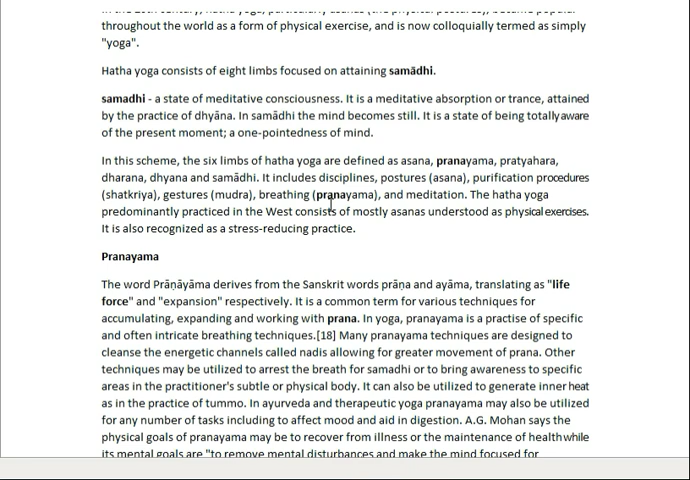 throughout the world as a form of physical exercise, and is now colloquially termed as simply
"yoga".
Hatha yoga consists of eight limbs focused on attaining samādhi.
samadhi - a state of meditative consciousness. It is a meditative absorption or trance, attained
by the practice of dhyāna. In samādhi the mind becomes still. It is a state of being totally aware
of the present moment; a one-pointedness of mind.
In this scheme, the six limbs of hatha yoga are defined as asana, pranayama, pratyahara,
dharana, dhyana and samādhi. It includes disciplines, postures (asana), purification procedures
(shatkriya), gestures (mudra), breathing (pranayama), and meditation. The hatha yoga
predominantly practiced in the West consists of mostly asanas understood as physical exercises.
It is also recognized as a stress-reducing practice.
Pranayama
The word Prāṇāyāma derives from the Sanskrit words prāṇa and ayāma, translating as "life
force" and "expansion" respectively. It is a common term for various techniques for
accumulating, expanding and working with prana. In yoga, pranayama is a practise of specific
and often intricate breathing techniques.[18] Many pranayama techniques are designed to
cleanse the energetic channels called nadis allowing for greater movement of prana. Other
techniques may be utilized to arrest the breath for samadhi or to bring awareness to specific
areas in the practitioner's subtle or physical body. It can also be utilized to generate inner heat
as in the practice of tummo. In ayurveda and therapeutic yoga pranayama may also be utilized
for any number of tasks including to affect mood and aid in digestion. A.G. Mohan says the
physical goals of pranayama may be to recover from illness or the maintenance of health while
its mental goals are "to remove mental disturbances and make the mind focused for